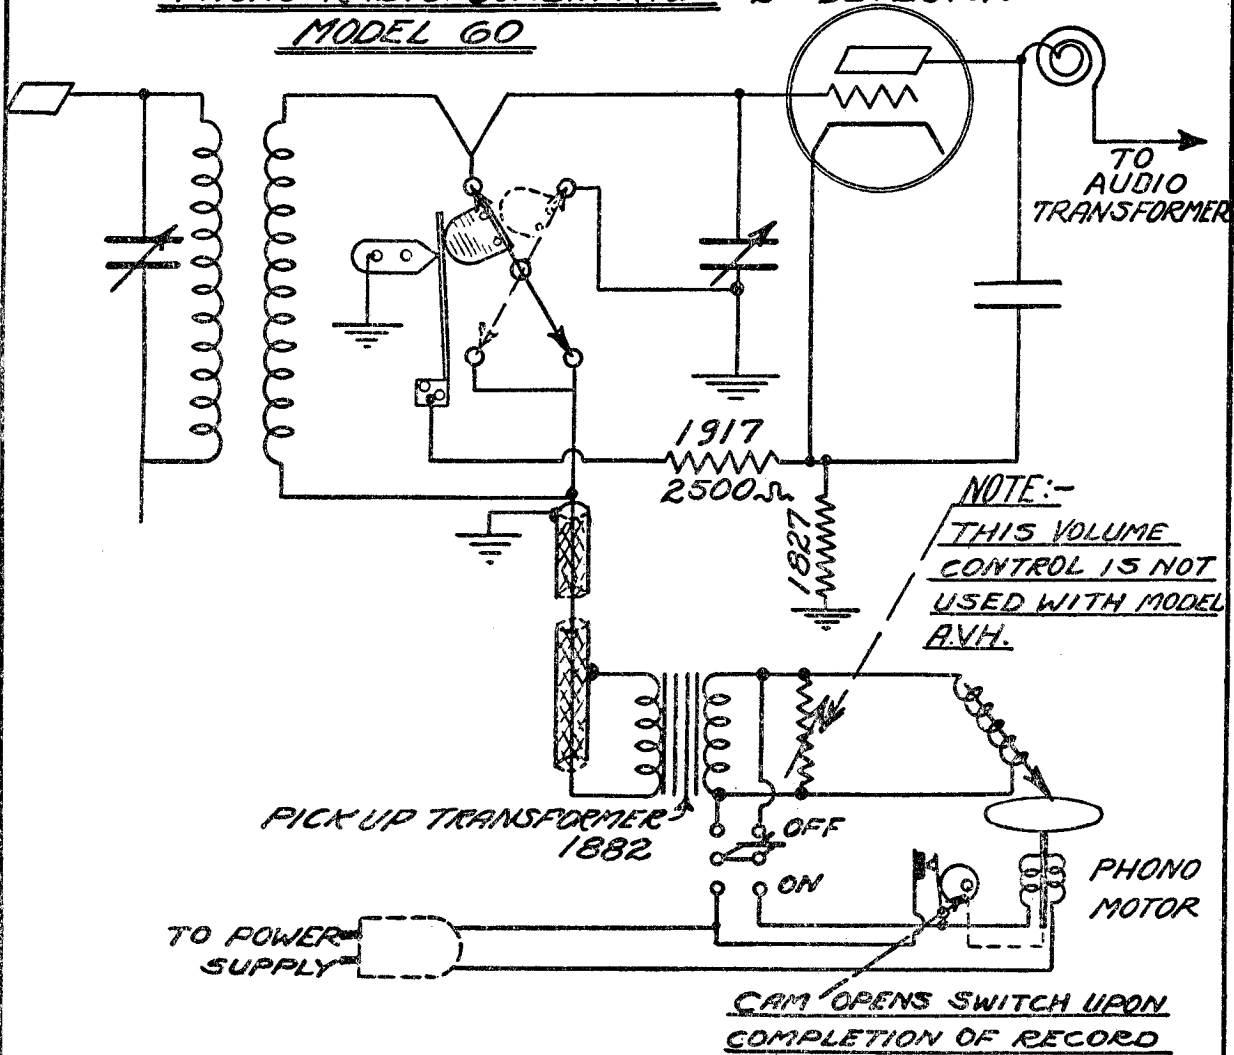 MODEL 60
TO
AUDIO
TRANSFORMER
1917
2500Ω
1827
NOTE:-
THIS VOLUME
CONTROL IS NOT
USED WITH MODEL
A.VH.
PICK UP TRANSFORMER
1882
OFF
ON
PHONO
MOTOR
TO POWER
SUPPLY
CAM OPENS SWITCH UPON
COMPLETION OF RECORD